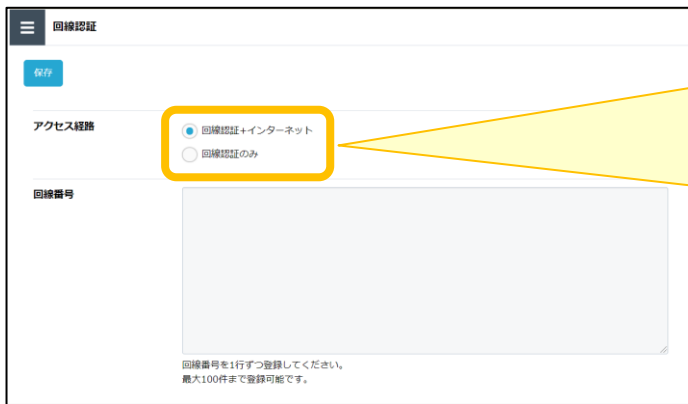 回線認証
保存
アクセス経路
回線認証+インターネット
回線認証のみ
回線番号
回線番号を1行ずつ登録してください。
最大100件まで登録可能です。